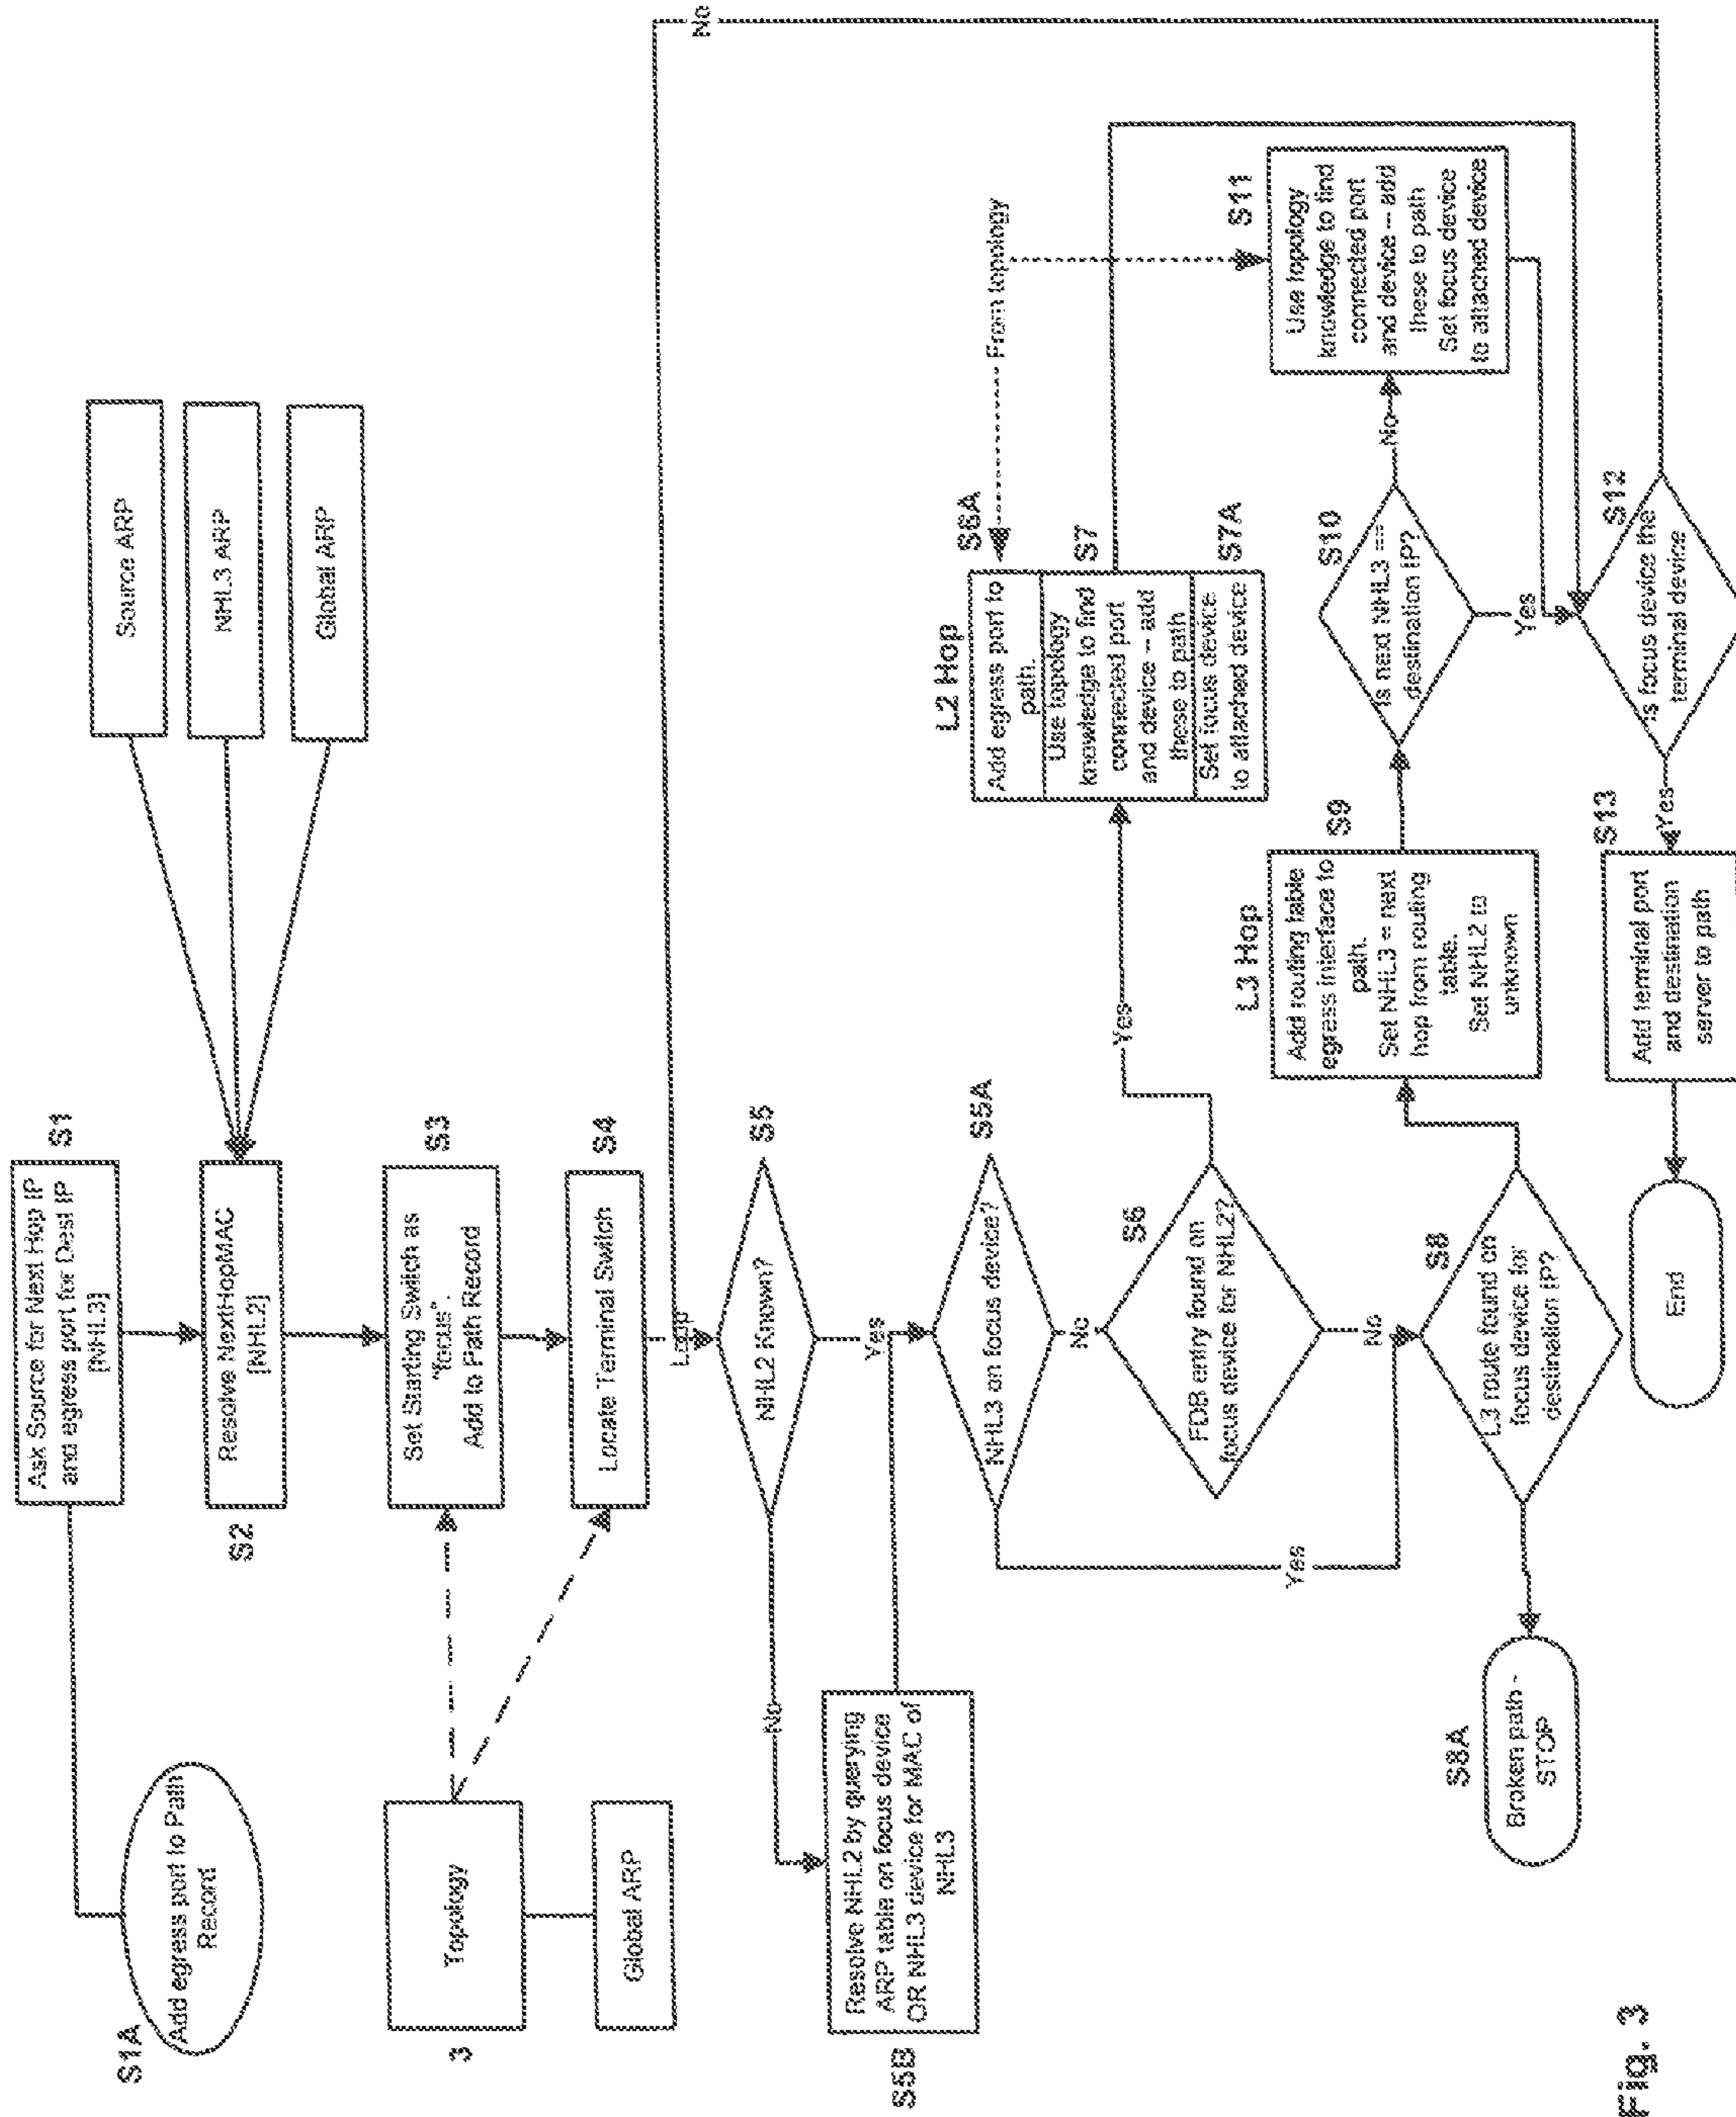 S1A
Add egress port to Path
Record
Ask Source for Next Hop IP
and egress port for Dest IP
[NHL3]
S1
S2
Resolve NextHopMAC
[NHL2]
Source ARP
NHL3 ARP
Global ARP
3
Topology
Global ARP
Set Starting Switch as
"focus".
Add to Path Record
S3
Locate Terminal Switch
S4
Loop
No
NHL2 Known?
S5
No
Yes
S5B
Resolve NHL2 by querying
ARP table on focus device
OR NHL3 device for MAC of
NHL3
NHL3 on focus device?
S5A
No
Yes
S6
FDB entry found on
focus device for NHL2?
Yes
No
L2 Hop
S6A
From topology
Add egress port to
path.
S7
Use topology
knowledge to find
connected port
and device -- add
these to path
S7A
Set focus device
to attached device
S8
L3 route found on
focus device for
destination IP?
S8A
Broken path -
STOP
L3 Hop
S9
Add routing table
egress interface to
path.
Set NHL3 = next
hop from routing
table.
Set NHL2 to
unknown
S10
Is next NHL3 ==
destination IP?
No
Yes
S11
Use topology
knowledge to find
connected port
and device -- add
these to path
Set focus device
to attached device
S12
Is focus device the
terminal device
Yes
S13
Add terminal port
and destination
server to path
End
Fig. 3